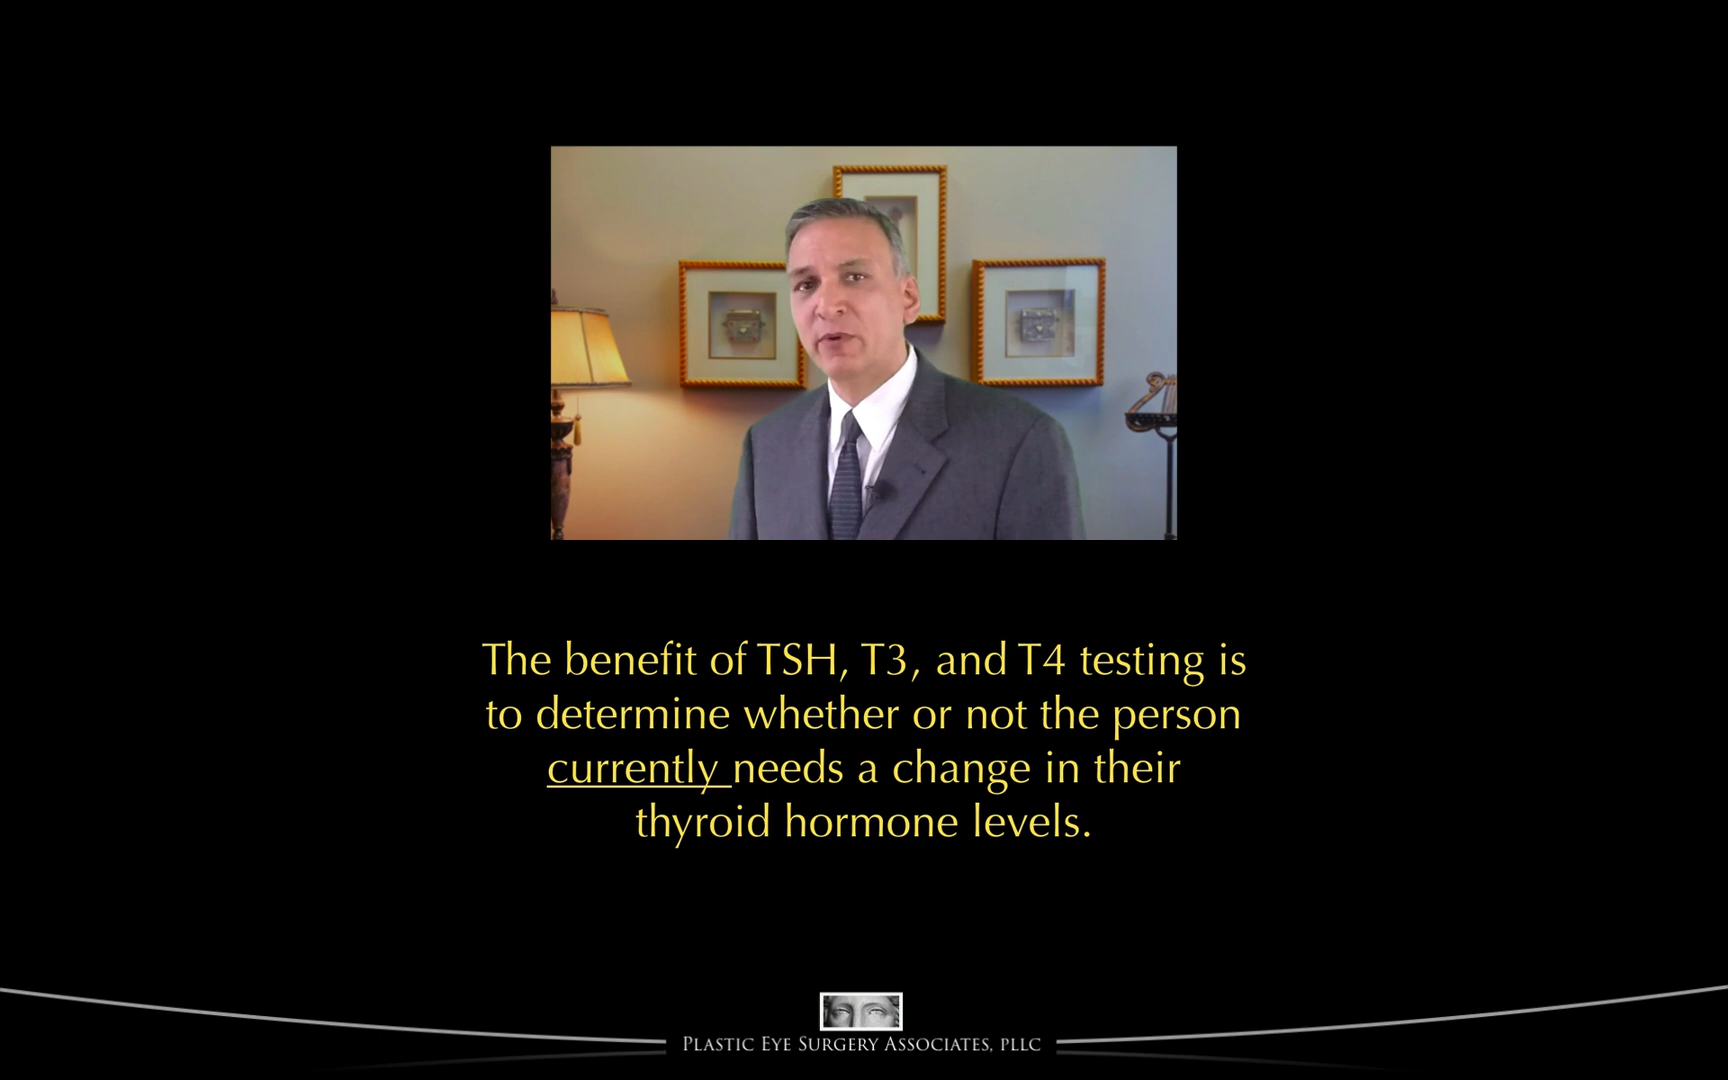 The benefit of TSH, T3, and T4 testing is
to determine whether or not the person
currently needs a change in their
thyroid hormone levels.
PLASTIC EYE SURGERY ASSOCIATES, PLLC